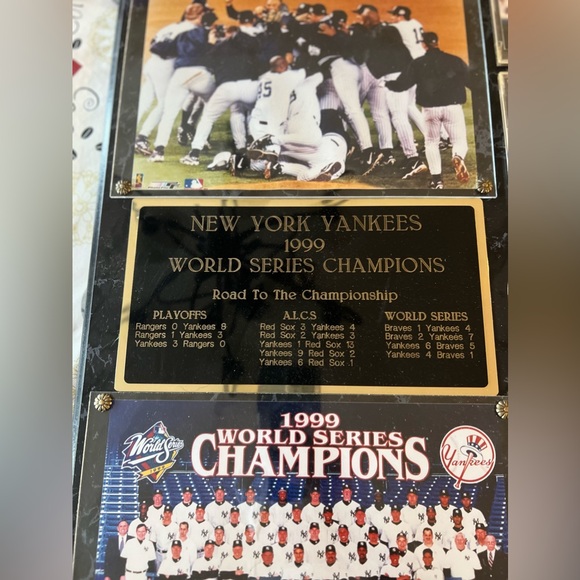 15
NEW YORK YANKEES
1999
WORLD SERIES CHAMPIONS
Road To The Championship
PLAYOFFS
Rangers 0 Yankees 8
Rangers 1 Yankees 3
Yankees 3 Rangers 0
A.L.C.S
Red Sox 3 Yankees 4
Red Sox 2 Yankees 3
Yankees 1 Red Sox 13
Yankees 9 Red Sox 2
Yankees 6 Red Sox 1
WORLD SERIES
Braves 1 Yankees 4
Braves 2 Yankees 7
Yankees 6 Braves 5
Yankees 4 Braves 1
1999
WORLD SERIES
CHAMPIONS
World Series
1999
Yankees